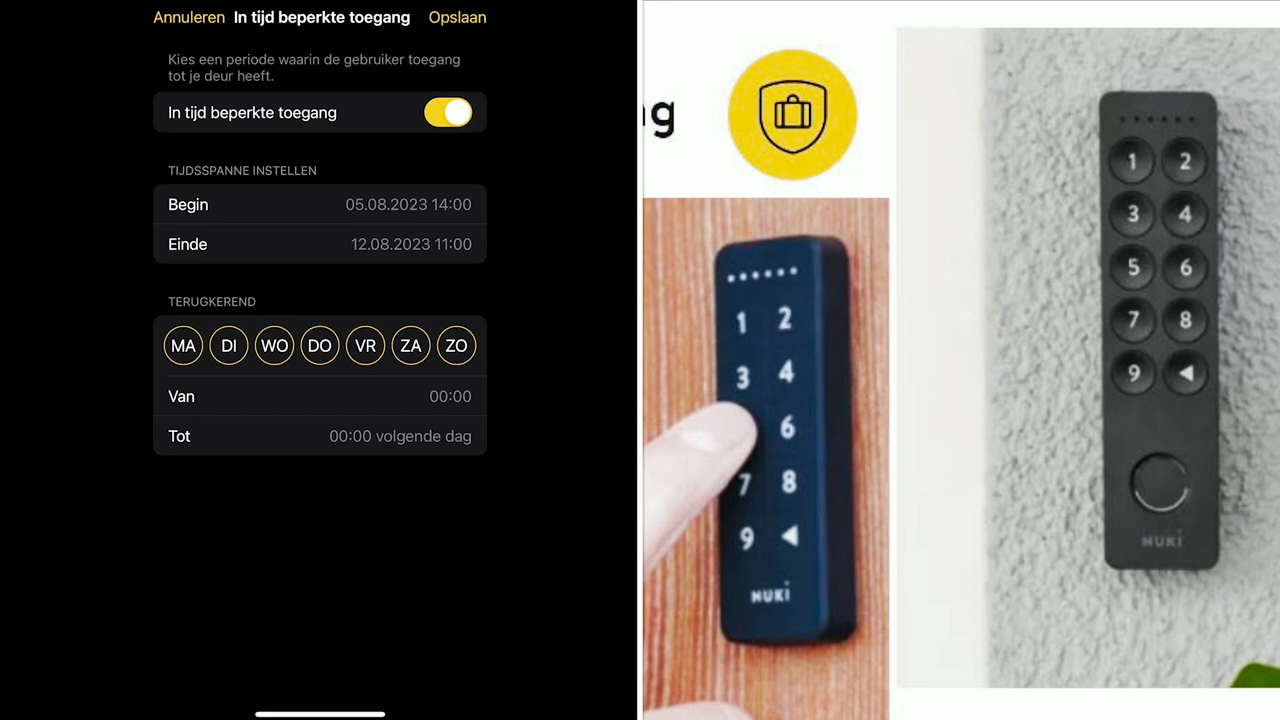 Annuleren In tijd beperkte toegang Opslaan
Kies een periode waarin de gebruiker toegang
tot je deur heeft.
In tijd beperkte toegang
TIJDSSPANNE INSTELLEN
Begin 05.08.2023 14:00
Einde 12.08.2023 11:00
TERUGKEREND
MA DI WO DO VR ZA ZO
Van 00:00
Tot 00:00 volgende dag
g
1 2
3 4
6
7 8
9
NUKi
1 2
3 4
5 6
7 8
9
NUKi